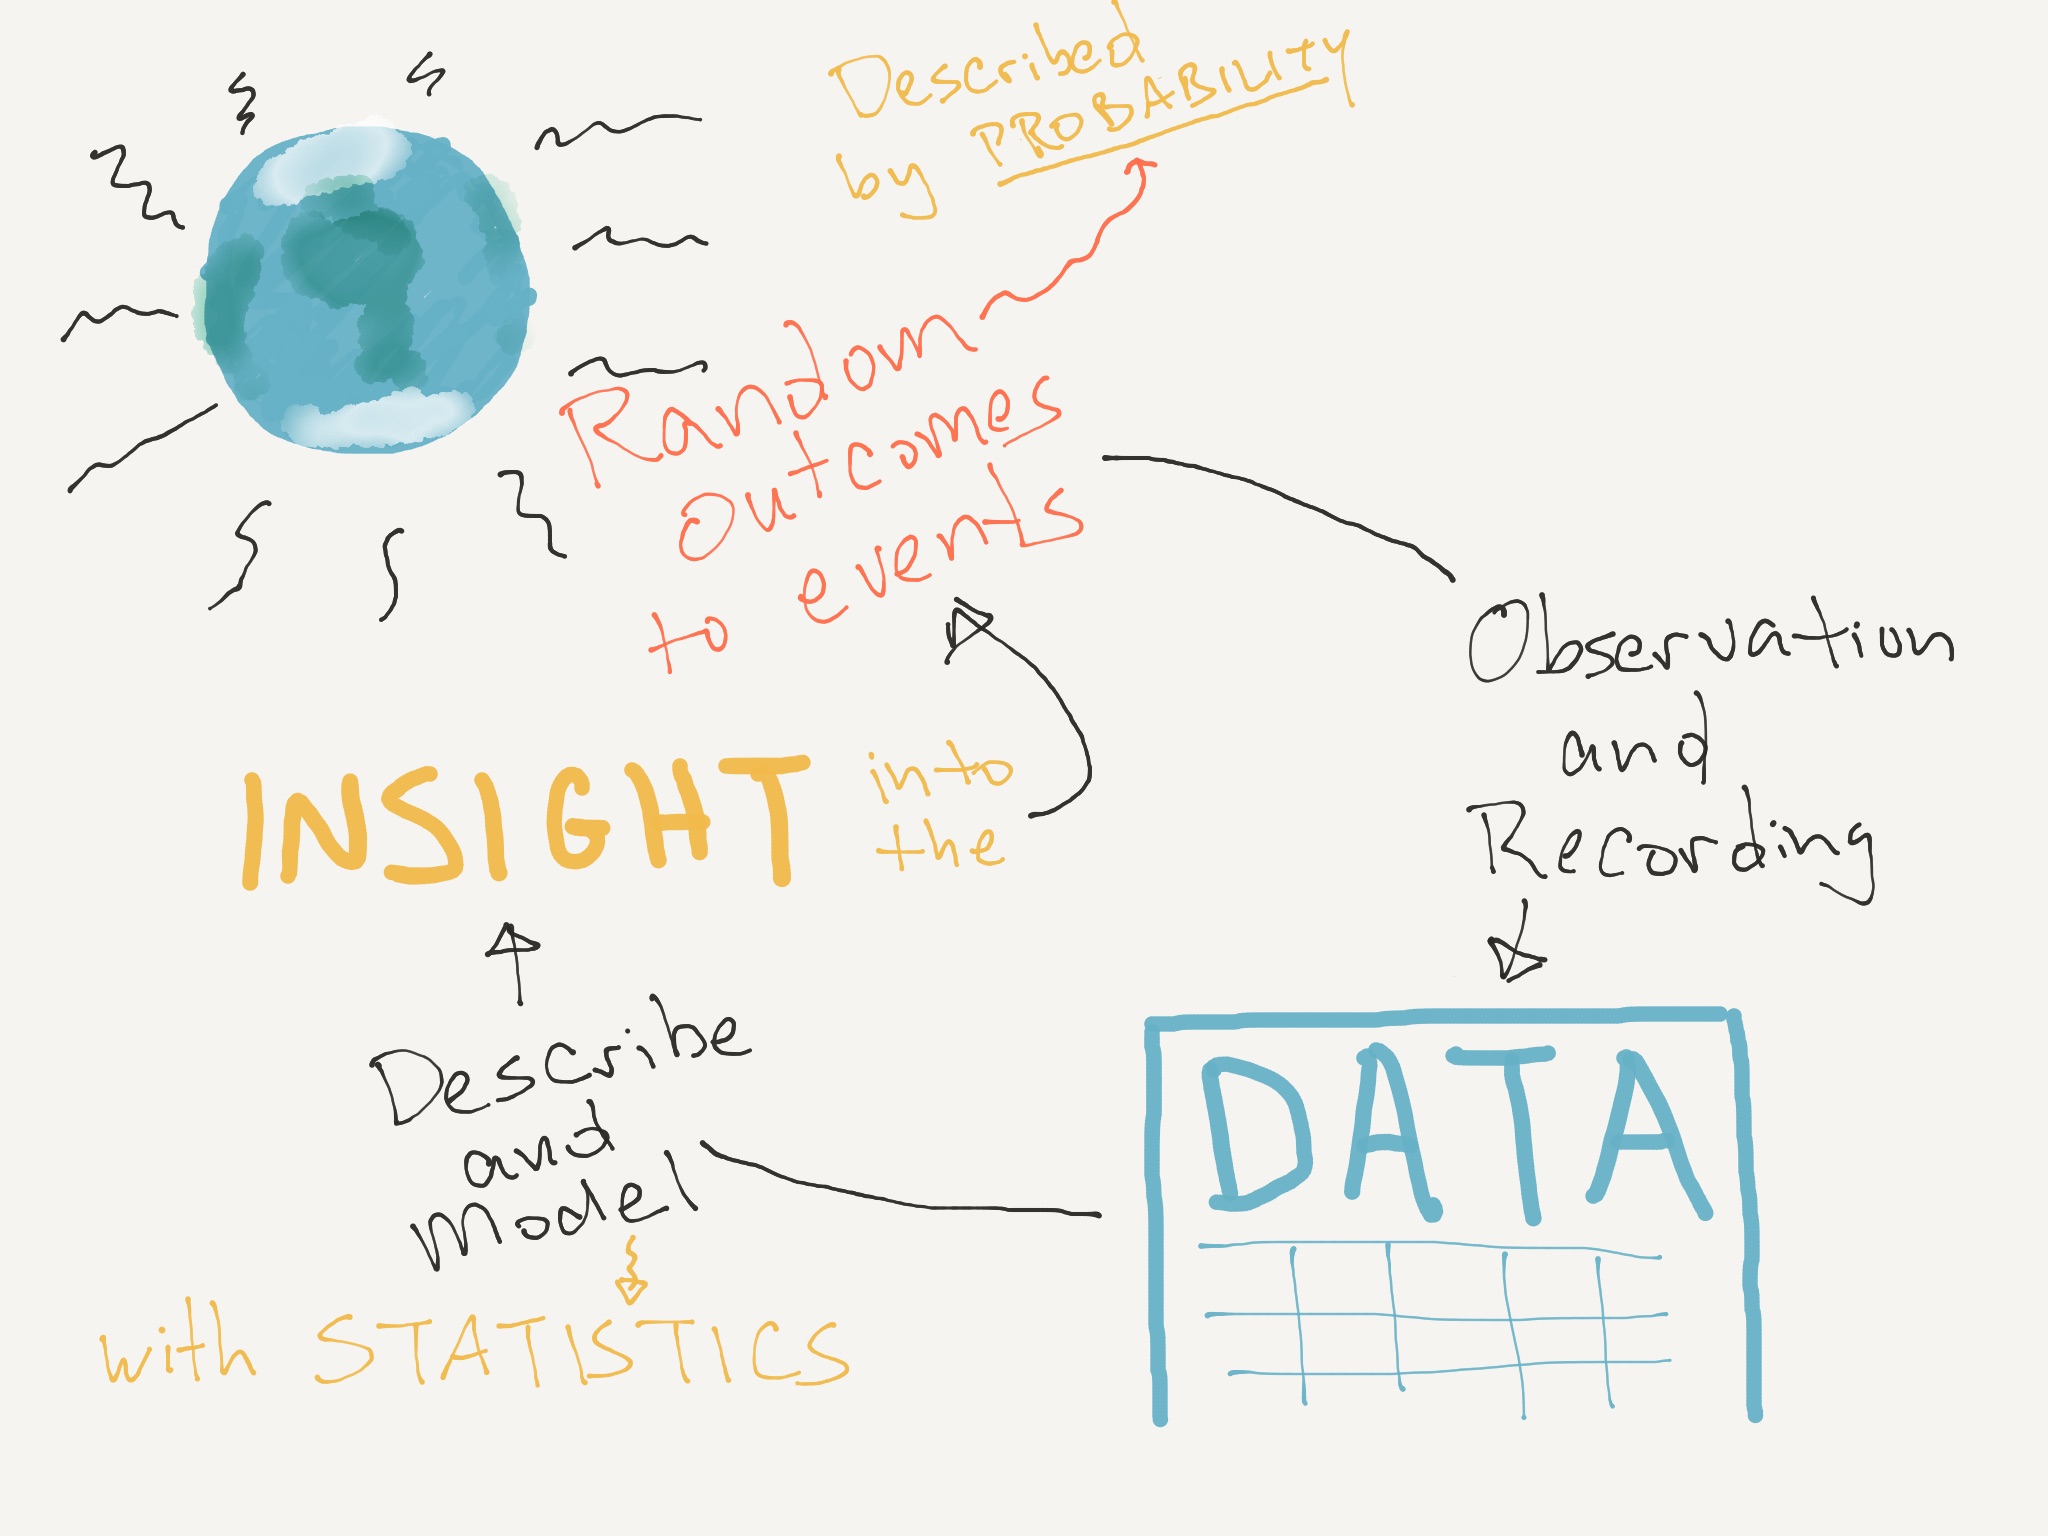 Described
by PROBABILITY
Random
outcomes
to events
Observation
and
Recording
INSIGHT into
the
Describe
and
Model
with STATISTICS
DATA